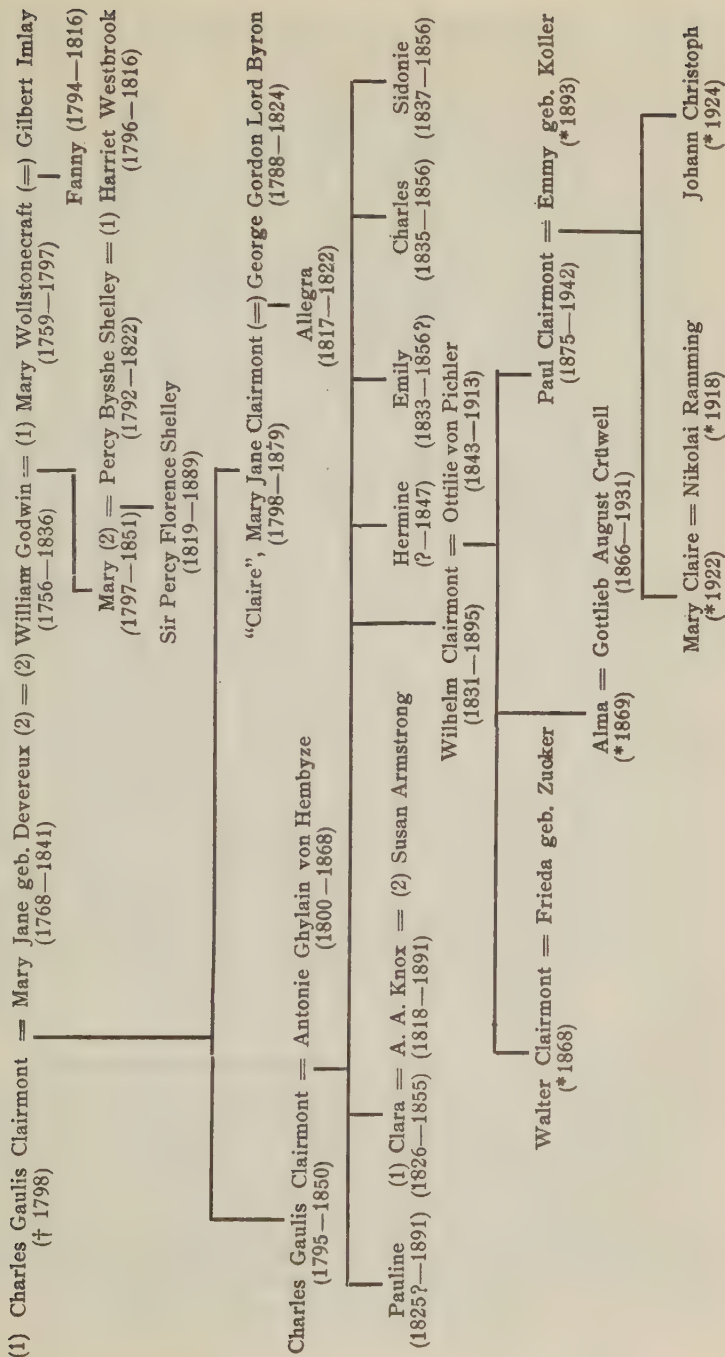 (1) Charles Gaulis Clairmont = Mary Jane geb. Devereux (2) = (2) William Godwin = (1) Mary Wollstonecraft (=) Gilbert Imlay
(† 1798) (1768—1841) (1756—1836) (1759—1797)
Fanny (1794—1816)
Mary (2) = Percy Bysshe Shelley = (1) Harriet Westbrook
(1797—1851) (1792—1822) (1796—1816)
Sir Percy Florence Shelley
(1819—1889)
"Claire", Mary Jane Clairmont (=) George Gordon Lord Byron
(1798—1879) (1788—1824)
Allegra
(1817—1822)
Charles Gaulis Clairmont = Antonie Ghylain von Hembyze
(1795—1850) (1800—1868)
Pauline (1) Clara = A. A. Knox = (2) Susan Armstrong Hermine Emily Charles Sidonie
(1825?—1891) (1826—1855) (1818—1891) (?—1847) (1833—1856?) (1835—1856) (1837—1856)
Wilhelm Clairmont = Ottilie von Pichler
(1831—1895) (1843—1913)
Walter Clairmont = Frieda geb. Zucker
(*1868)
Alma = Gottlieb August Crüwell
(*1869) (1866—1931)
Paul Clairmont = Emmy geb. Koller
(1875—1942) (*1893)
Mary Claire = Nikolai Ramming Johann Christoph
(*1922) (*1918) (*1924)